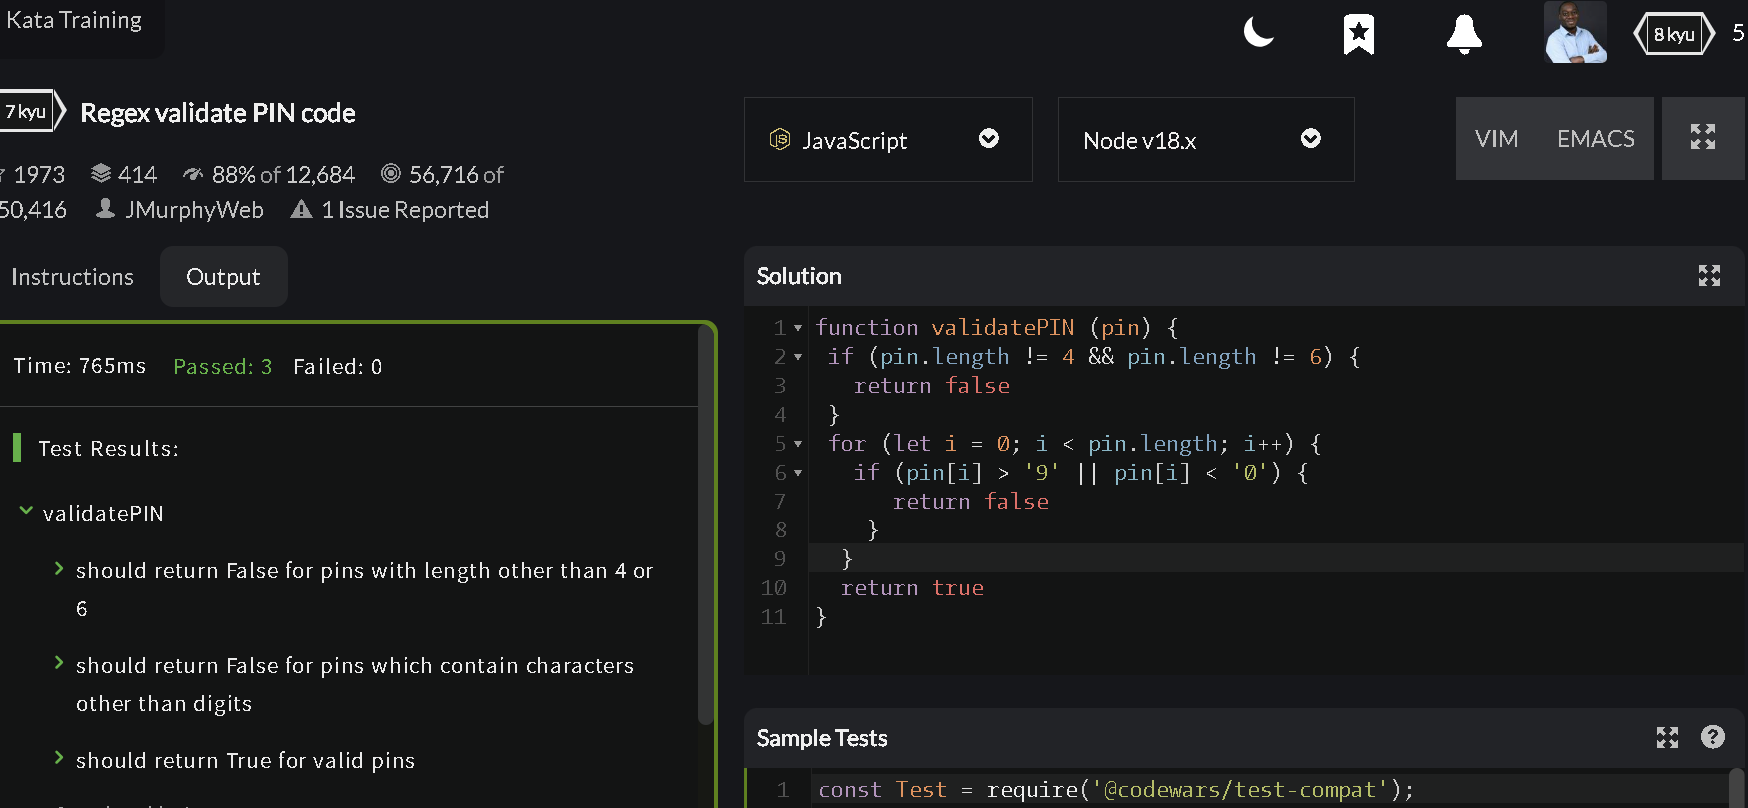 Kata Training
8 kyu
5
7 kyu
Regex validate PIN code
1973 414 88% of 12,684 56,716 of
50,416 JMurphyWeb 1 Issue Reported
JavaScript
Node v18.x
VIM EMACS
Instructions
Output
Time: 765ms Passed: 3 Failed: 0
Test Results:
validatePIN
should return False for pins with length other than 4 or
6
should return False for pins which contain characters
other than digits
should return True for valid pins
Solution
1 function validatePIN (pin) {
2 if (pin.length != 4 && pin.length != 6) {
3 return false
4 }
5 for (let i = 0; i < pin.length; i++) {
6 if (pin[i] > '9' || pin[i] < '0') {
7 return false
8 }
9 }
10 return true
11 }
Sample Tests
?
1 const Test = require('@codewars/test-compat');